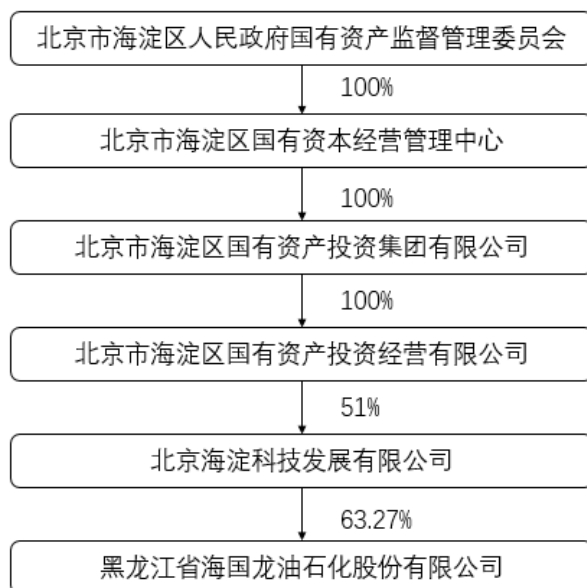 北京市海淀区人民政府国有资产监督管理委员会
100%
北京市海淀区国有资本经营管理中心
100%
北京市海淀区国有资产投资集团有限公司
100%
北京市海淀区国有资产投资经营有限公司
51%
北京海淀科技发展有限公司
63.27%
黑龙江省海国龙油石化股份有限公司